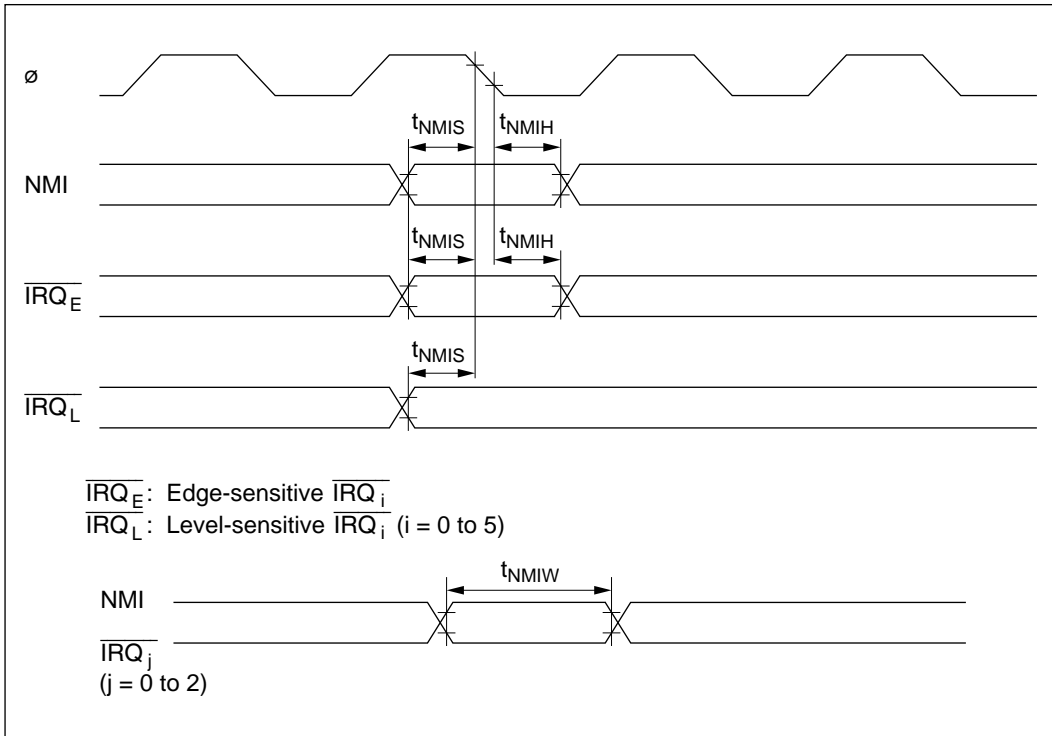 ø
tNMIS tNMIH
NMI
tNMIS tNMIH
IRQE
tNMIS
IRQL
IRQE: Edge-sensitive IRQi
IRQL: Level-sensitive IRQi (i = 0 to 5)
tNMIW
NMI
IRQj
(j = 0 to 2)